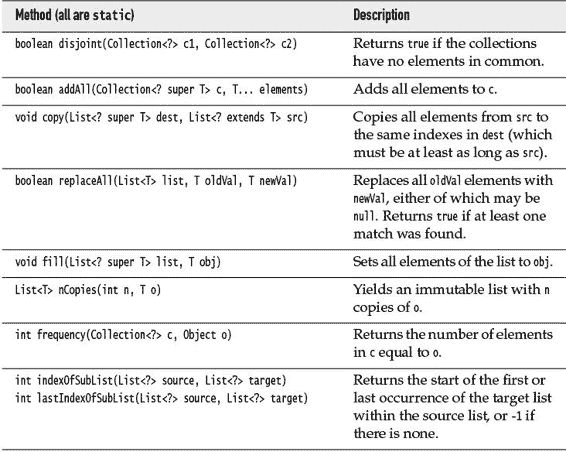 Method (all are static) Description
boolean disjoint(Collection<?> c1, Collection<?> c2) Returns true if the collections
have no elements in common.
boolean addAll(Collection<? super T> c, T... elements) Adds all elements to c.
void copy(List<? super T> dest, List<? extends T> src) Copies all elements from src to
the same indexes in dest (which
must be at least as long as src).
boolean replaceAll(List<T> list, T oldVal, T newVal) Replaces all oldVal elements with
newVal, either of which may be
null. Returns true if at least one
match was found.
void fill(List<? super T> list, T obj) Sets all elements of the list to obj.
List<T> nCopies(int n, T o) Yields an immutable list with n
copies of o.
int frequency(Collection<?> c, Object o) Returns the number of elements
in c equal to o.
int indexOfSubList(List<?> source, List<?> target) Returns the start of the first or
int lastIndexOfSubList(List<?> source, List<?> target) last occurrence of the target list
within the source list, or -1 if
there is none.